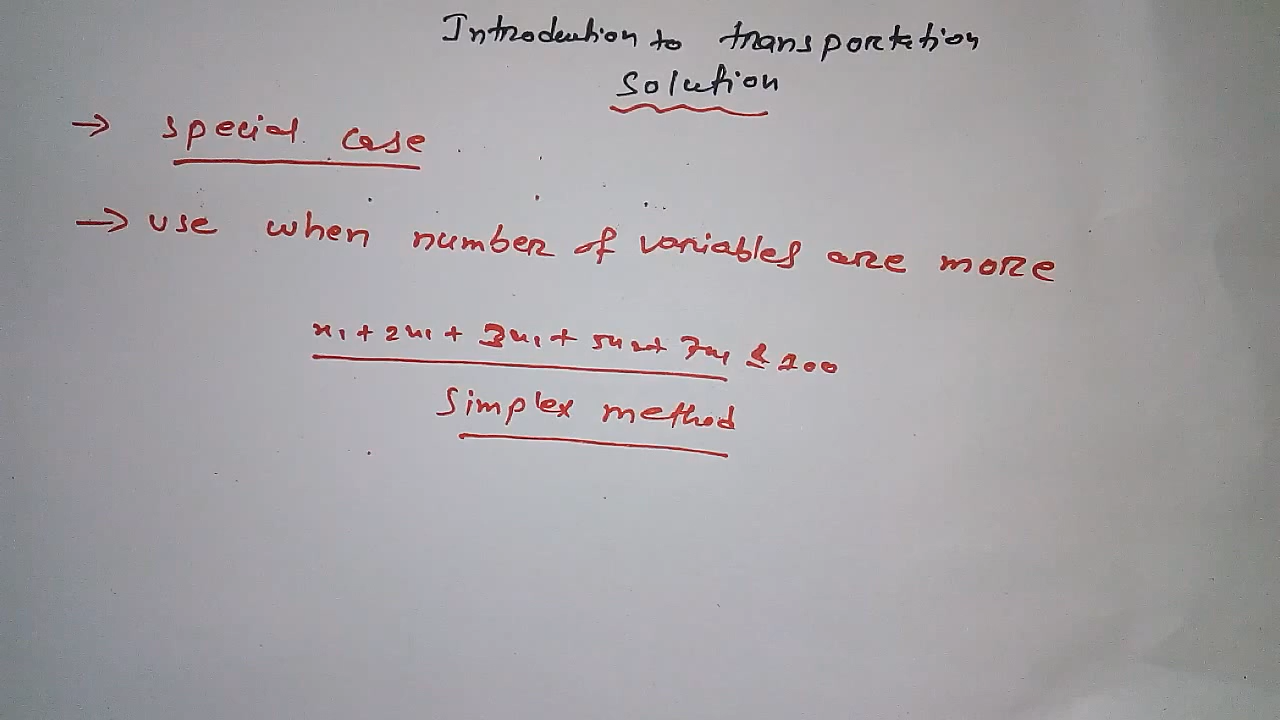 Introduction to transportation
Solution
→ special case
→ use when number of variables are more
x1 + 2x1 + 3x1 + 5x2 + 7x1 ≤ 200
Simplex method